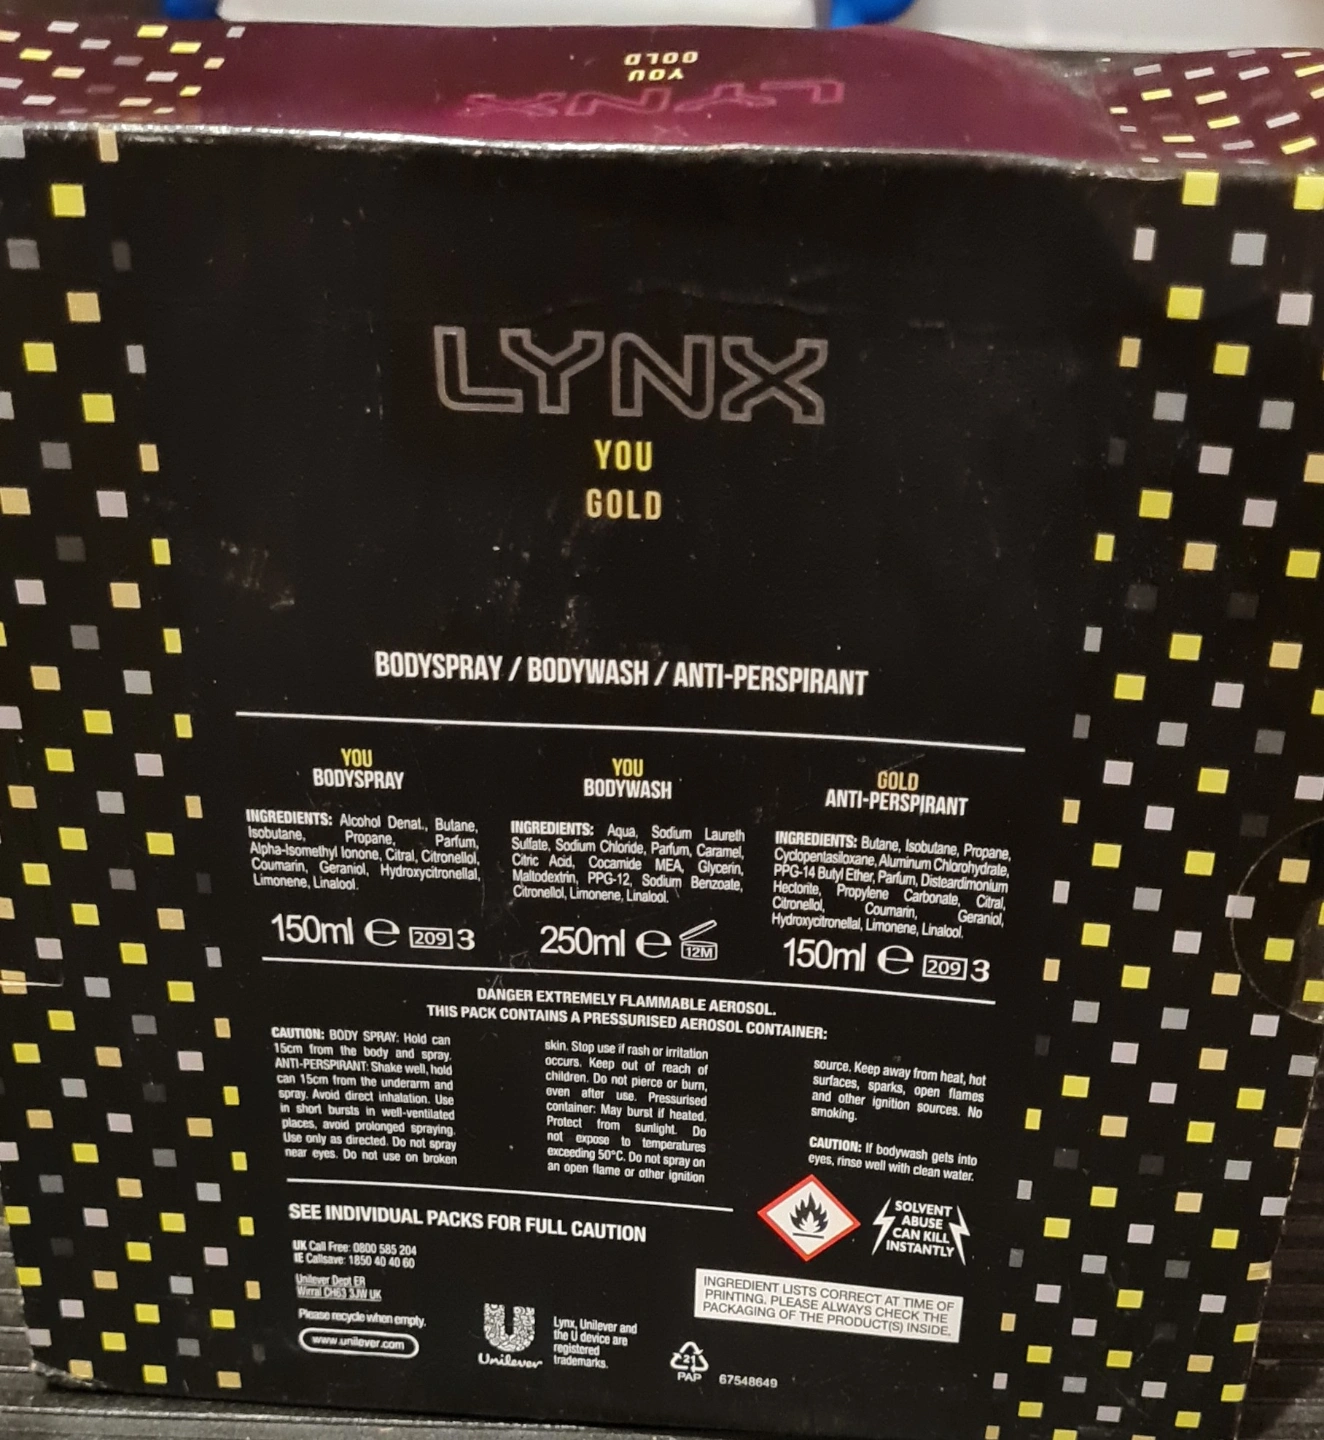 YOU
GOLD
LYNX
LYNX
YOU
GOLD
BODYSPRAY / BODYWASH / ANTI-PERSPIRANT
YOU
BODYSPRAY
INGREDIENTS: Alcohol Denat., Butane,
Isobutane, Propane, Parfum,
Alpha-Isomethyl Ionone, Citral, Citronellol,
Coumarin, Geraniol, Hydroxycitronellal,
Limonene, Linalool.
150ml e 209 3
YOU
BODYWASH
INGREDIENTS: Aqua, Sodium Laureth
Sulfate, Sodium Chloride, Parfum, Caramel,
Citric Acid, Cocamide MEA, Glycerin,
Maltodextrin, PPG-12, Sodium Benzoate,
Citronellol, Limonene, Linalool.
250ml e 12M
GOLD
ANTI-PERSPIRANT
INGREDIENTS: Butane, Isobutane, Propane,
Cyclopentasiloxane, Aluminum Chlorohydrate,
PPG-14 Butyl Ether, Parfum, Disteardimonium
Hectorite, Propylene Carbonate, Citral,
Citronellol, Coumarin, Geraniol,
Hydroxycitronellal, Limonene, Linalool.
150ml e 209 3
DANGER EXTREMELY FLAMMABLE AEROSOL.
THIS PACK CONTAINS A PRESSURISED AEROSOL CONTAINER:
CAUTION: BODY SPRAY: Hold can
15cm from the body and spray.
ANTI-PERSPIRANT: Shake well, hold
can 15cm from the underarm and
spray. Avoid direct inhalation. Use
in short bursts in well-ventilated
places, avoid prolonged spraying.
Use only as directed. Do not spray
near eyes. Do not use on broken
skin. Stop use if rash or irritation
occurs. Keep out of reach of
children. Do not pierce or burn,
even after use. Pressurised
container: May burst if heated.
Protect from sunlight. Do
not expose to temperatures
exceeding 50°C. Do not spray on
an open flame or other ignition
source. Keep away from heat, hot
surfaces, sparks, open flames
and other ignition sources. No
smoking.
CAUTION: If bodywash gets into
eyes, rinse well with clean water.
SOLVENT
ABUSE
CAN KILL
INSTANTLY
SEE INDIVIDUAL PACKS FOR FULL CAUTION
UK Call Free: 0800 585 204
IE Callsave: 1850 40 40 60
Unilever Dept ER
Wirral CH63 3JW UK
Please recycle when empty.
www.unilever.com
Unilever
Lynx, Unilever and
the U device are
registered
trademarks.
INGREDIENT LISTS CORRECT AT TIME OF
PRINTING. PLEASE ALWAYS CHECK THE
PACKAGING OF THE PRODUCT(S) INSIDE.
21
PAP
67548649